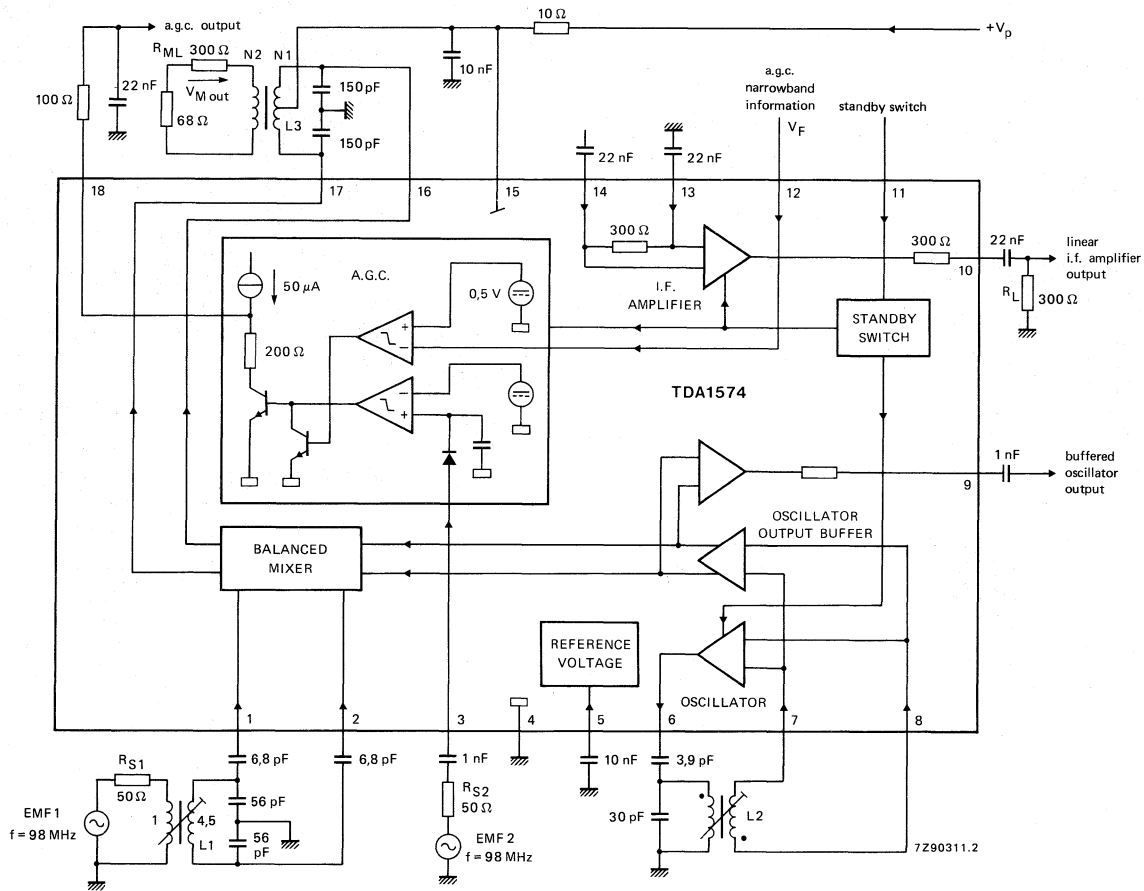 10 Ω
a.g.c. output
+Vp
RML
300 Ω
N2
N1
22 nF
VM out
100 Ω
68 Ω
L3
150 pF
150 pF
10 nF
a.g.c.
narrowband
information
VF
standby switch
22 nF
22 nF
18
17
16
15
14
13
12
11
300 Ω
300 Ω
22 nF
10
linear
i.f. amplifier
output
RL
300 Ω
I.F.
AMPLIFIER
STANDBY
SWITCH
A.G.C.
50 μA
0,5 V
+
−
200 Ω
−
+
TDA1574
1 nF
9
buffered
oscillator
output
OSCILLATOR
OUTPUT BUFFER
BALANCED
MIXER
REFERENCE
VOLTAGE
OSCILLATOR
1
2
3
4
5
6
7
8
6,8 pF
6,8 pF
1 nF
10 nF
3,9 pF
RS1
50 Ω
EMF 1
f = 98 MHz
1
4,5
L1
56 pF
56
pF
RS2
50 Ω
EMF 2
f = 98 MHz
30 pF
L2
7Z90311.2